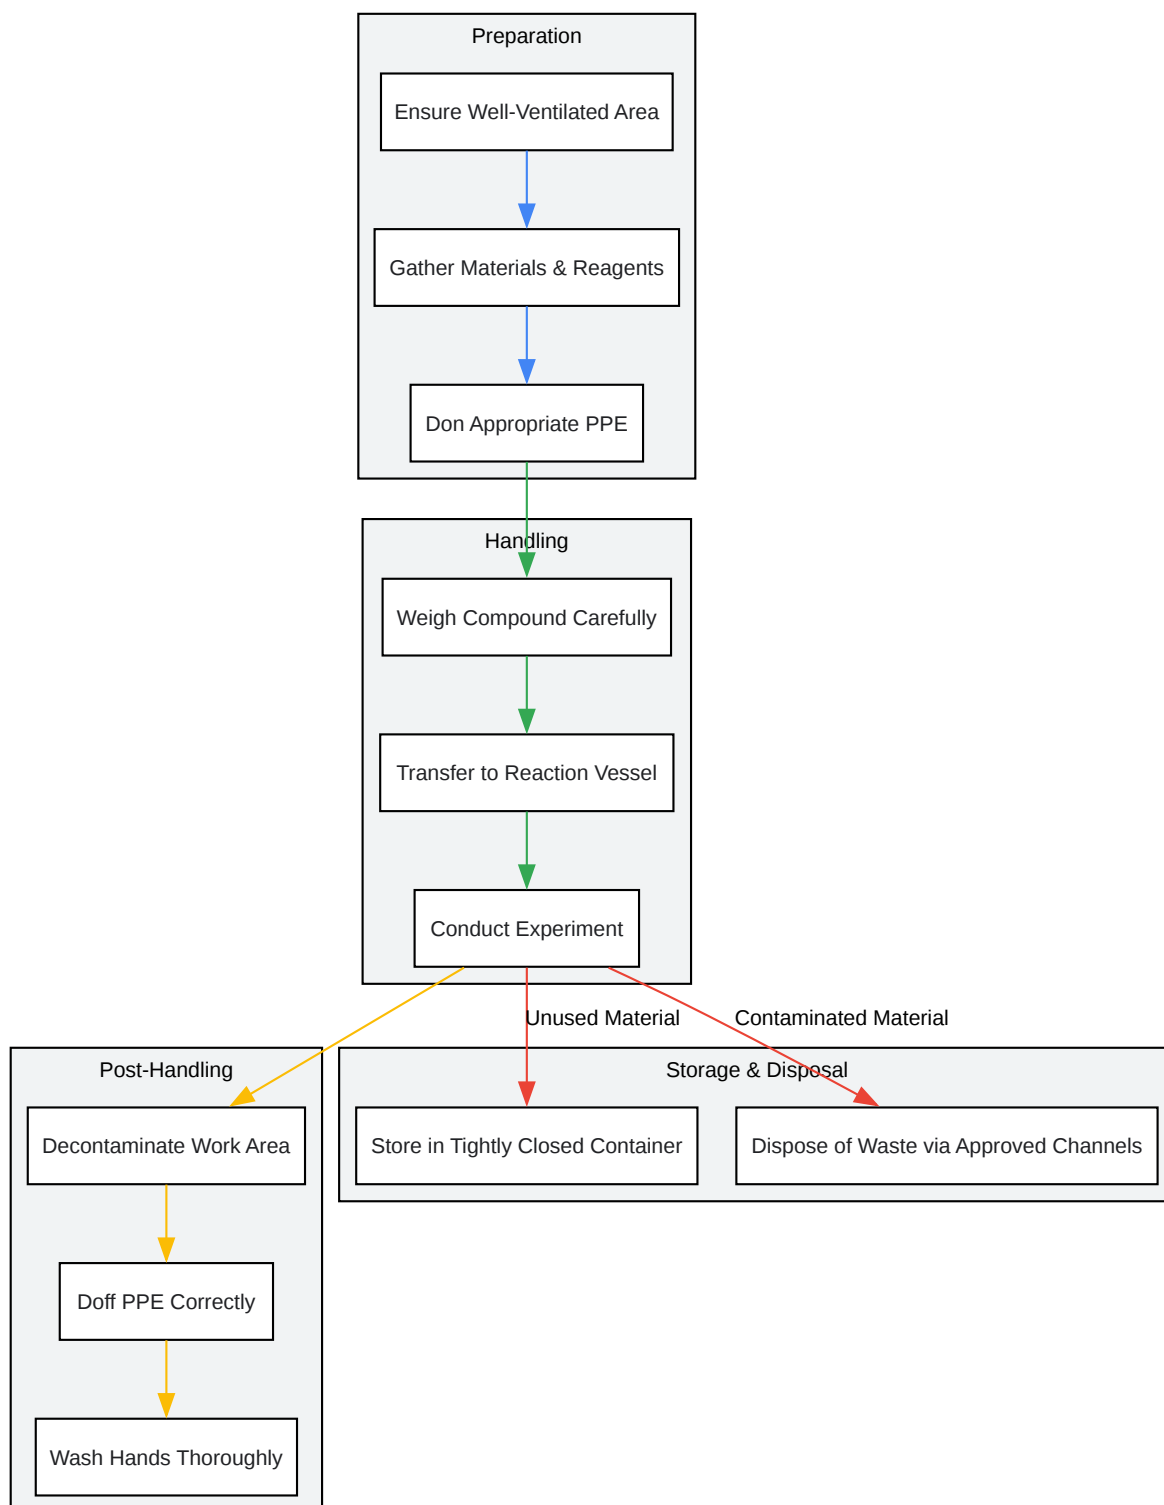 Preparation
Ensure Well-Ventilated Area
Gather Materials & Reagents
Don Appropriate PPE
Handling
Weigh Compound Carefully
Transfer to Reaction Vessel
Conduct Experiment
Unused Material
Contaminated Material
Post-Handling
Decontaminate Work Area
Doff PPE Correctly
Wash Hands Thoroughly
Storage & Disposal
Store in Tightly Closed Container
Dispose of Waste via Approved Channels